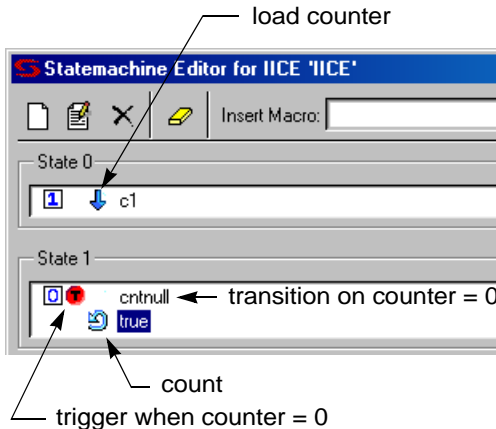 load counter
Statemachine Editor for IICE 'IICE'
Insert Macro:
State 0
1 c1
State 1
0 T cntnull transition on counter = 0
true
count
trigger when counter = 0